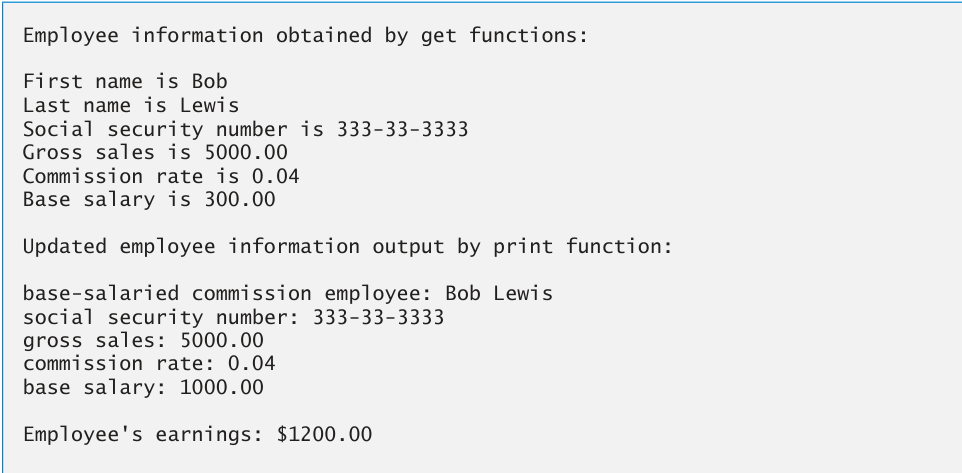 Employee information obtained by get functions:
First name is Bob
Last name is Lewis
Social security number is 333-33-3333
Gross sales is 5000.00
Commission rate is 0.04
Base salary is 300.00
Updated employee information output by print function:
base-salaried commission employee: Bob Lewis
social security number: 333-33-3333
gross sales: 5000.00
commission rate: 0.04
base salary: 1000.00
Employee's earnings: $1200.00